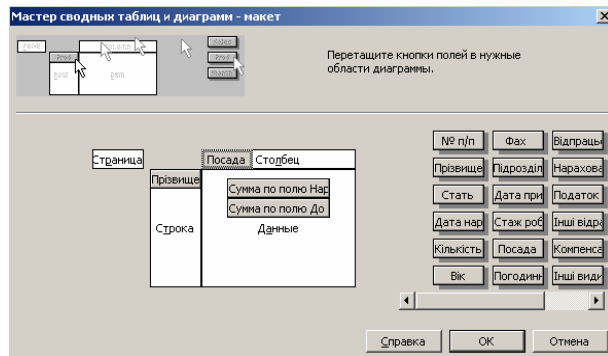 Мастер сводных таблиц и диаграмм - макет
Перетащите кнопки полей в нужные
области диаграммы.
Страница
Посада Столбец
Прізвище
Сумма по полю Нар
Сумма по полю До
Строка
Данные
№ п/п Фах Відпрацьо
Прізвище Підрозділ Нарахова
Стать Дата при Податок
Дата нар Стаж роб Інші відра
Кількість Посада Компенса
Вік Погодинн Інші види
Справка ОК Отмена